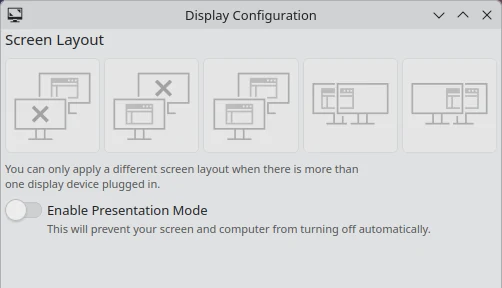 Display Configuration
Screen Layout
You can only apply a different screen layout when there is more than
one display device plugged in.
Enable Presentation Mode
This will prevent your screen and computer from turning off automatically.